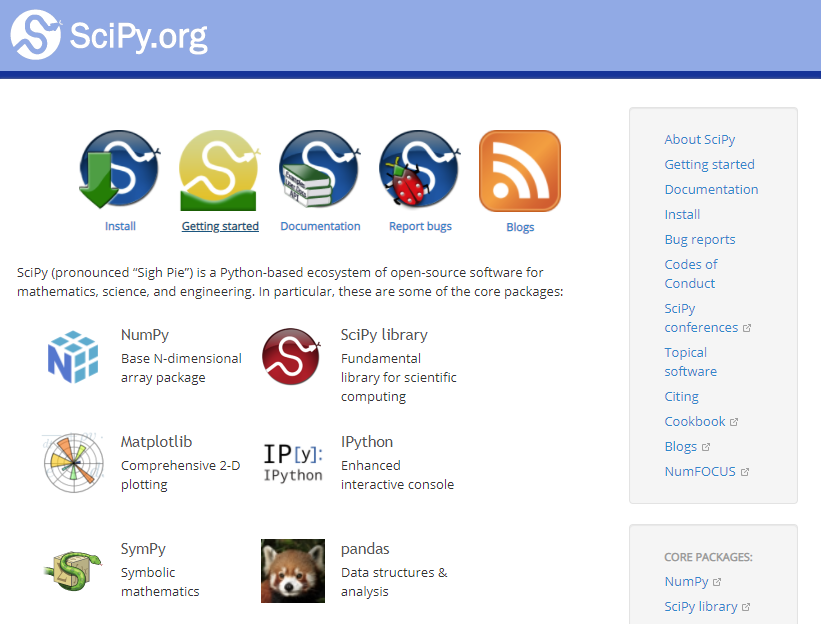 SciPy.org
Install
Getting started
Documentation
Report bugs
Blogs
SciPy (pronounced “Sigh Pie”) is a Python-based ecosystem of open-source software for
mathematics, science, and engineering. In particular, these are some of the core packages:
NumPy
Base N-dimensional
array package
SciPy library
Fundamental
library for scientific
computing
Matplotlib
Comprehensive 2-D
plotting
IP[y]:
IPython
IPython
Enhanced
interactive console
SymPy
Symbolic
mathematics
pandas
Data structures &
analysis
About SciPy
Getting started
Documentation
Install
Bug reports
Codes of
Conduct
SciPy
conferences
Topical
software
Citing
Cookbook
Blogs
NumFOCUS
CORE PACKAGES:
NumPy
SciPy library